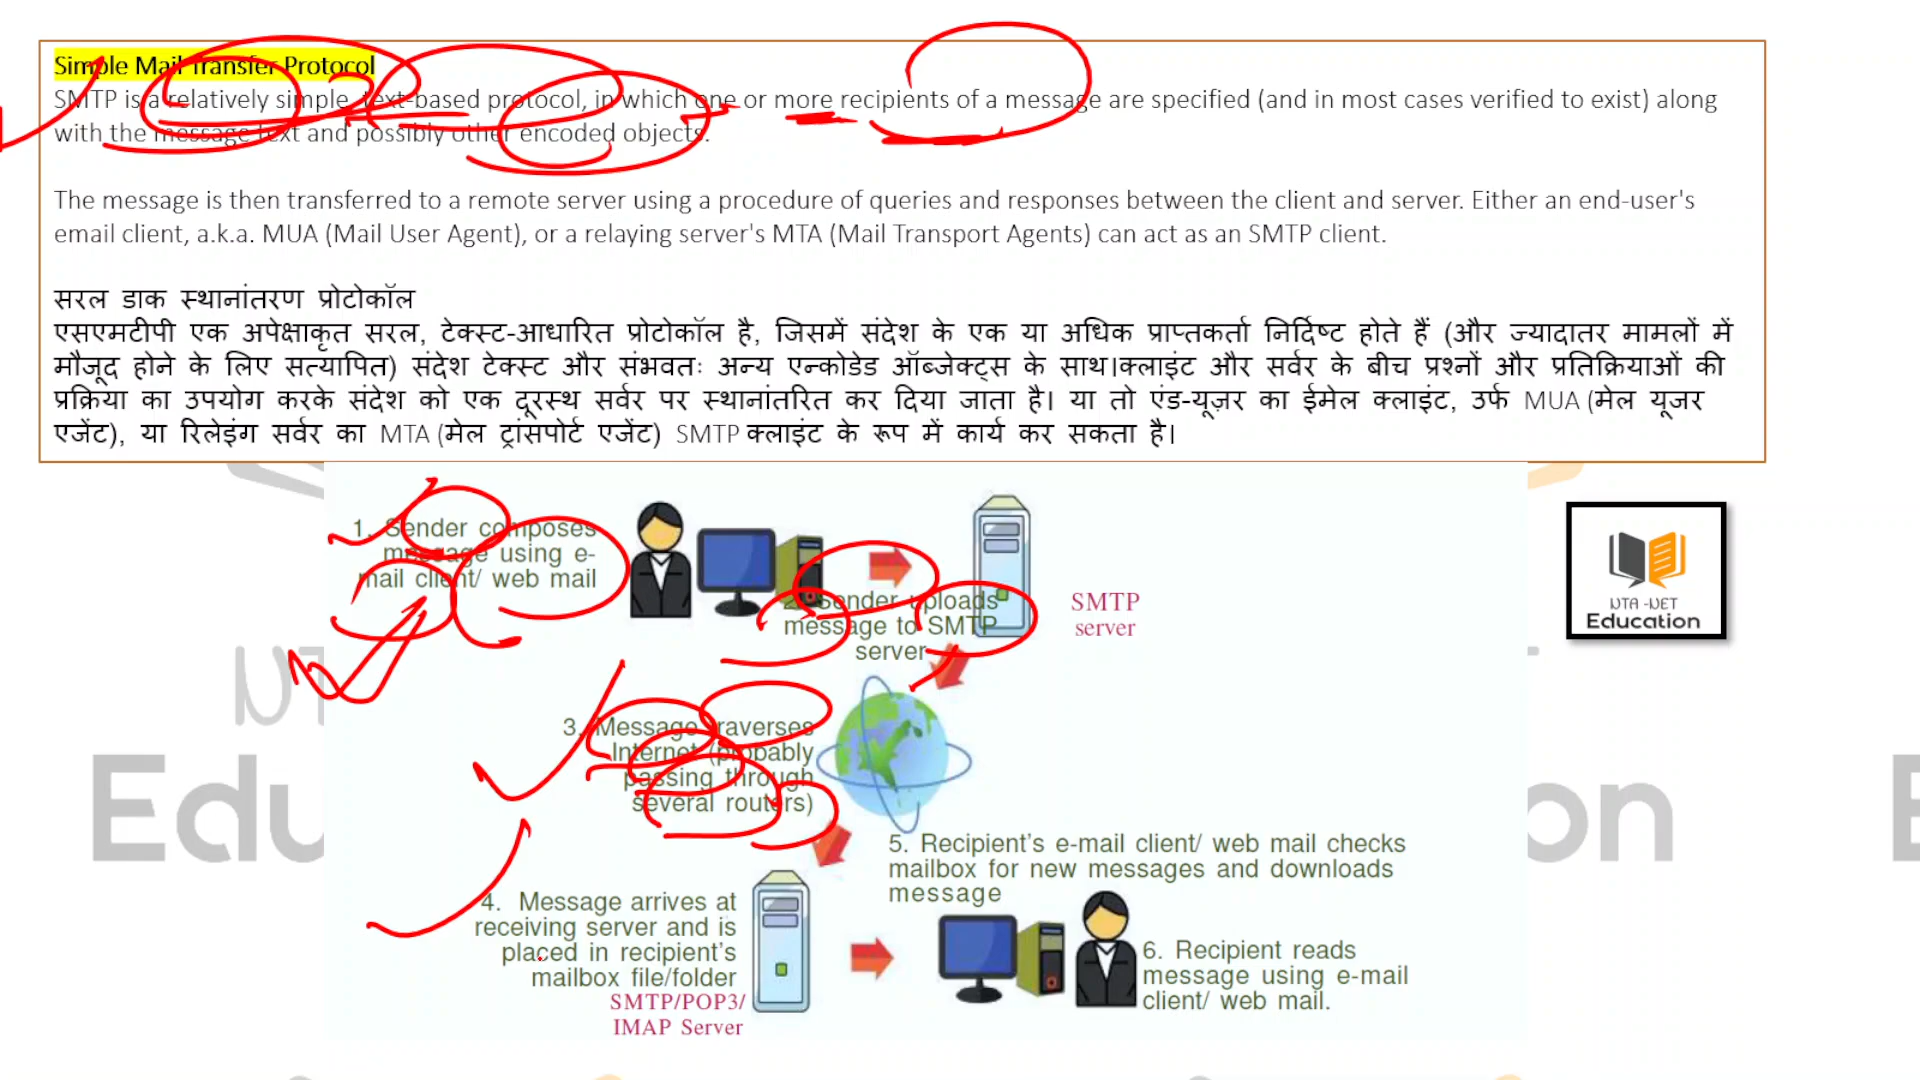 Simple Mail Transfer Protocol
SMTP is a relatively simple, text-based protocol, in which one or more recipients of a message are specified (and in most cases verified to exist) along
with the message text and possibly other encoded objects.
The message is then transferred to a remote server using a procedure of queries and responses between the client and server. Either an end-user's
email client, a.k.a. MUA (Mail User Agent), or a relaying server's MTA (Mail Transport Agents) can act as an SMTP client.
सरल डाक स्थानांतरण प्रोटोकॉल
एसएमटीपी एक अपेक्षाकृत सरल, टेक्स्ट-आधारित प्रोटोकॉल है, जिसमें संदेश के एक या अधिक प्राप्तकर्ता निर्दिष्ट होते हैं (और ज्यादातर मामलों में
मौजूद होने के लिए सत्यापित) संदेश टेक्स्ट और संभवतः अन्य एन्कोडेड ऑब्जेक्ट्स के साथ।क्लाइंट और सर्वर के बीच प्रश्नों और प्रतिक्रियाओं की
प्रक्रिया का उपयोग करके संदेश को एक दूरस्थ सर्वर पर स्थानांतरित कर दिया जाता है। या तो एंड-यूज़र का ईमेल क्लाइंट, उर्फ MUA (मेल यूजर
एजेंट), या रिलेइंग सर्वर का MTA (मेल ट्रांसपोर्ट एजेंट) SMTP क्लाइंट के रूप में कार्य कर सकता है।
1. Sender composes
message using e-
mail client/ web mail
2. Sender uploads
message to SMTP
server
SMTP
server
3. Message traverses
Internet (probably
passing through
several routers)
4. Message arrives at
receiving server and is
placed in recipient's
mailbox file/folder
SMTP/POP3/
IMAP Server
5. Recipient's e-mail client/ web mail checks
mailbox for new messages and downloads
message
6. Recipient reads
message using e-mail
client/ web mail.
NTA -NET
Education